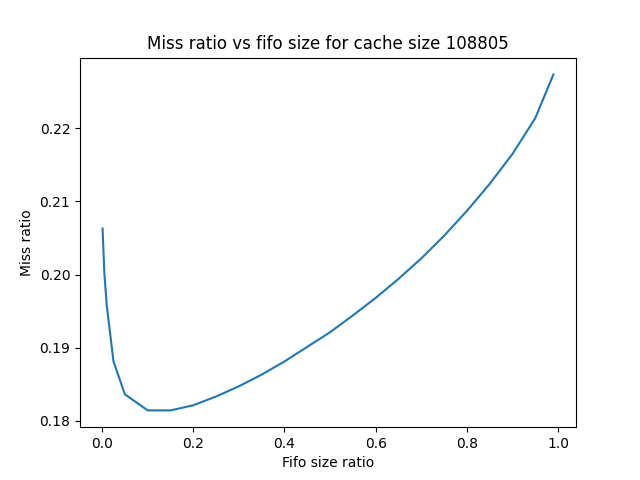 Miss ratio vs fifo size for cache size 108805
0.22
0.21
0.20
0.19
0.18
Miss ratio
0.0 0.2 0.4 0.6 0.8 1.0
Fifo size ratio